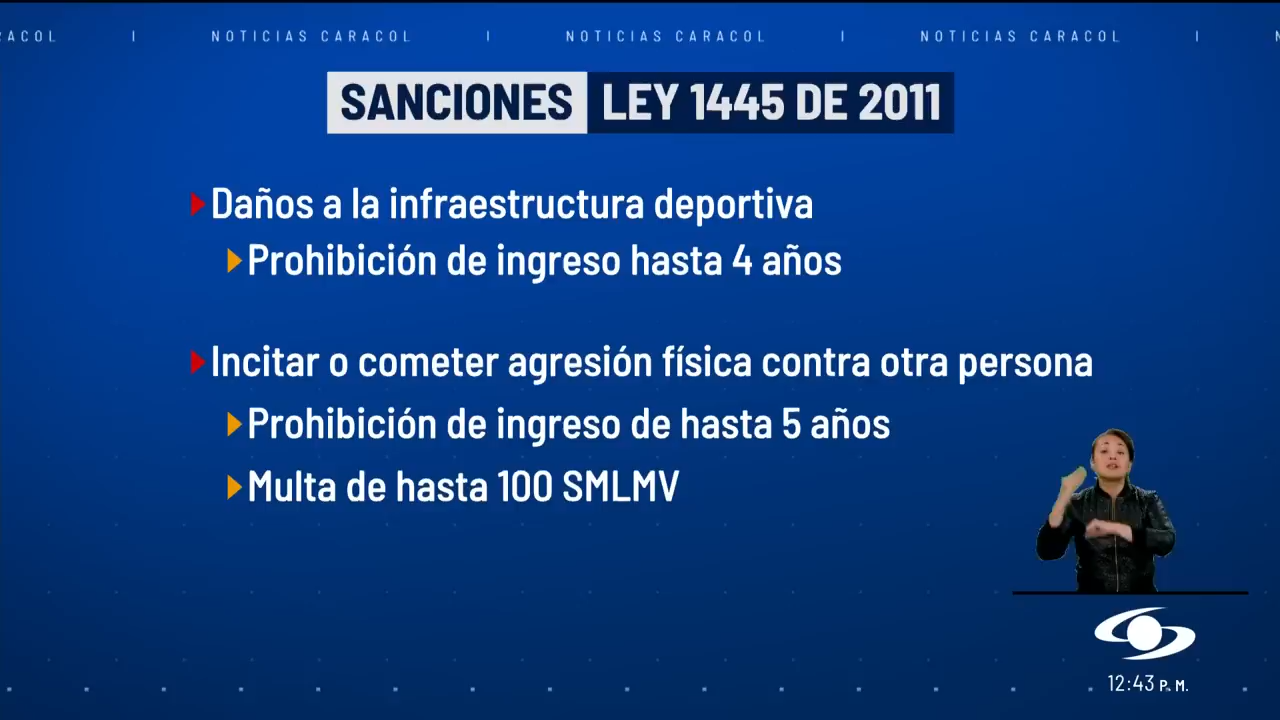 RACOL | NOTICIAS CARACOL | NOTICIAS CARACOL | NOTICIAS CARACOL | N
SANCIONES LEY 1445 DE 2011
Daños a la infraestructura deportiva
Prohibición de ingreso hasta 4 años
Incitar o cometer agresión física contra otra persona
Prohibición de ingreso de hasta 5 años
Multa de hasta 100 SMLMV
12:43 P. M.